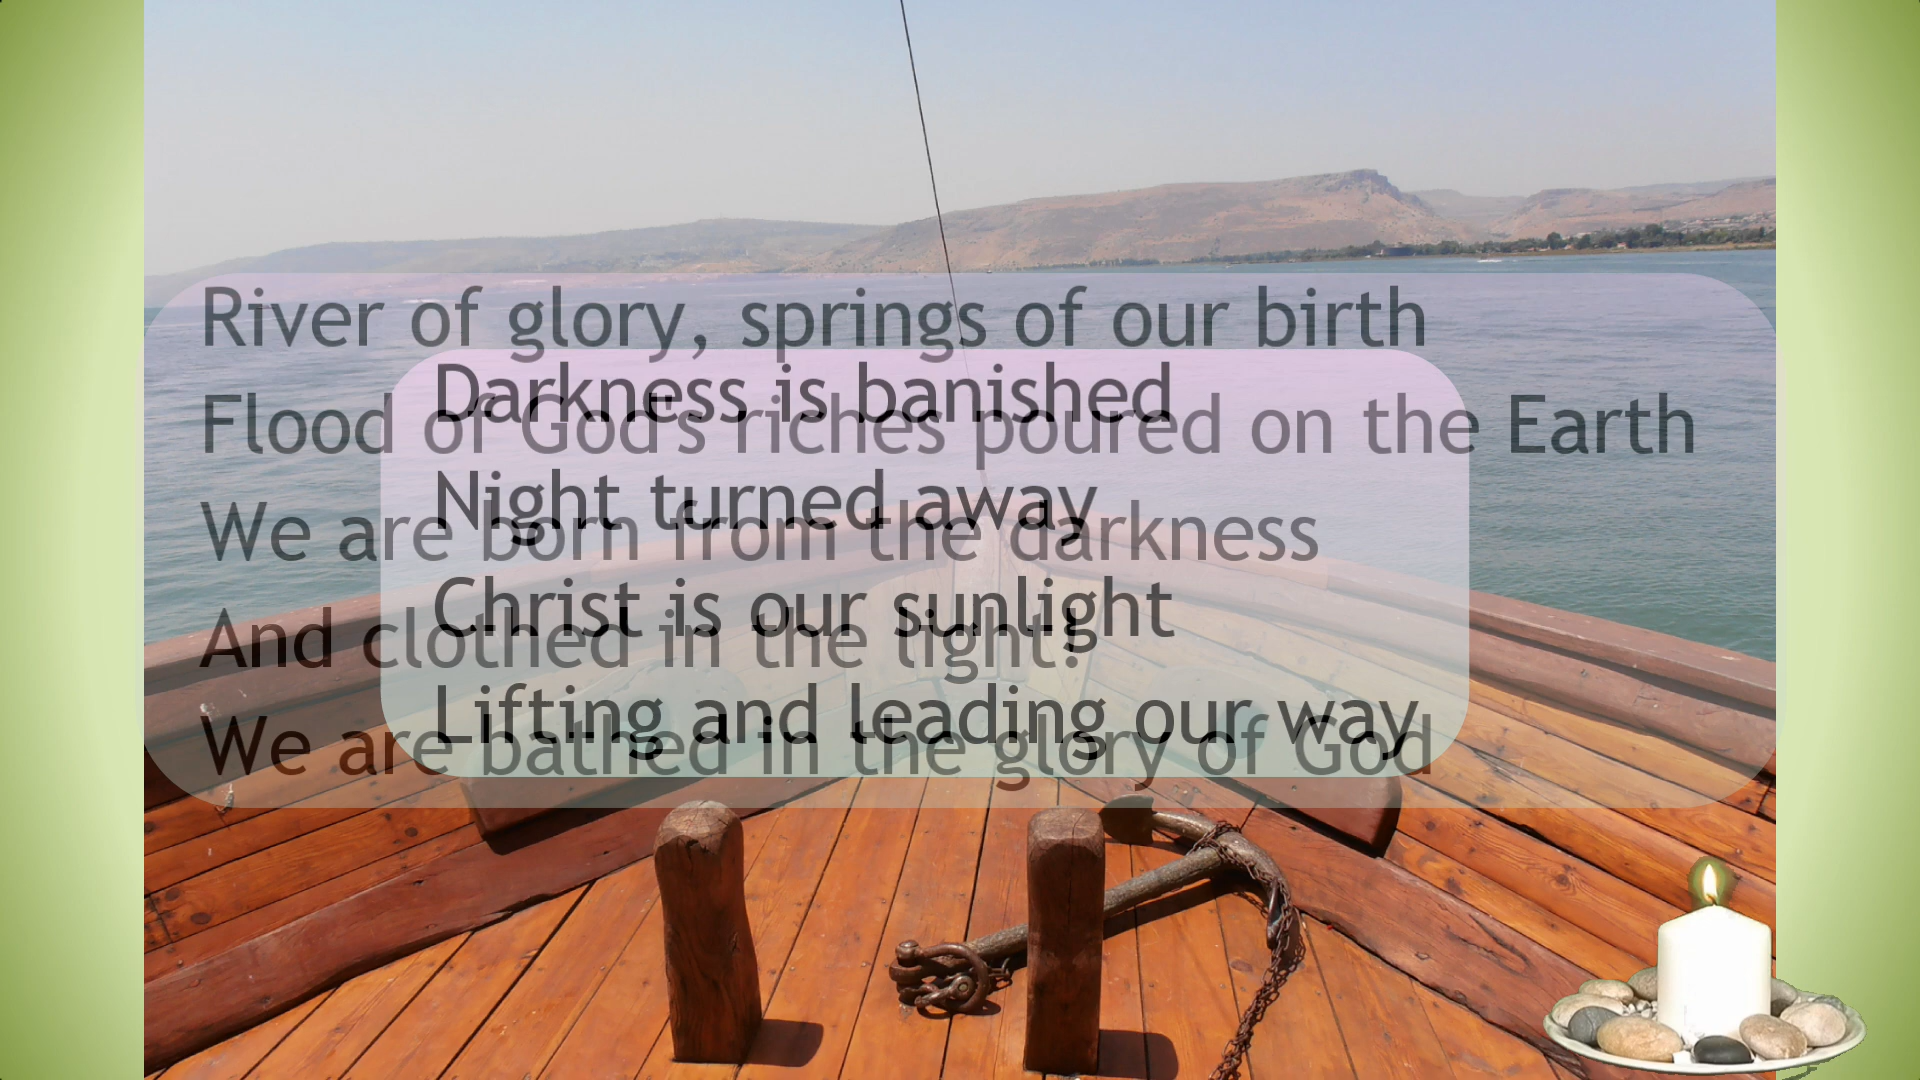 River of glory, springs of our birth
Flood of God's riches poured on the Earth
We are born from the darkness
And clothed in the light!
We are bathed in the glory of God
Darkness is banished
Night turned away
Christ is our sunlight
Lifting and leading our way